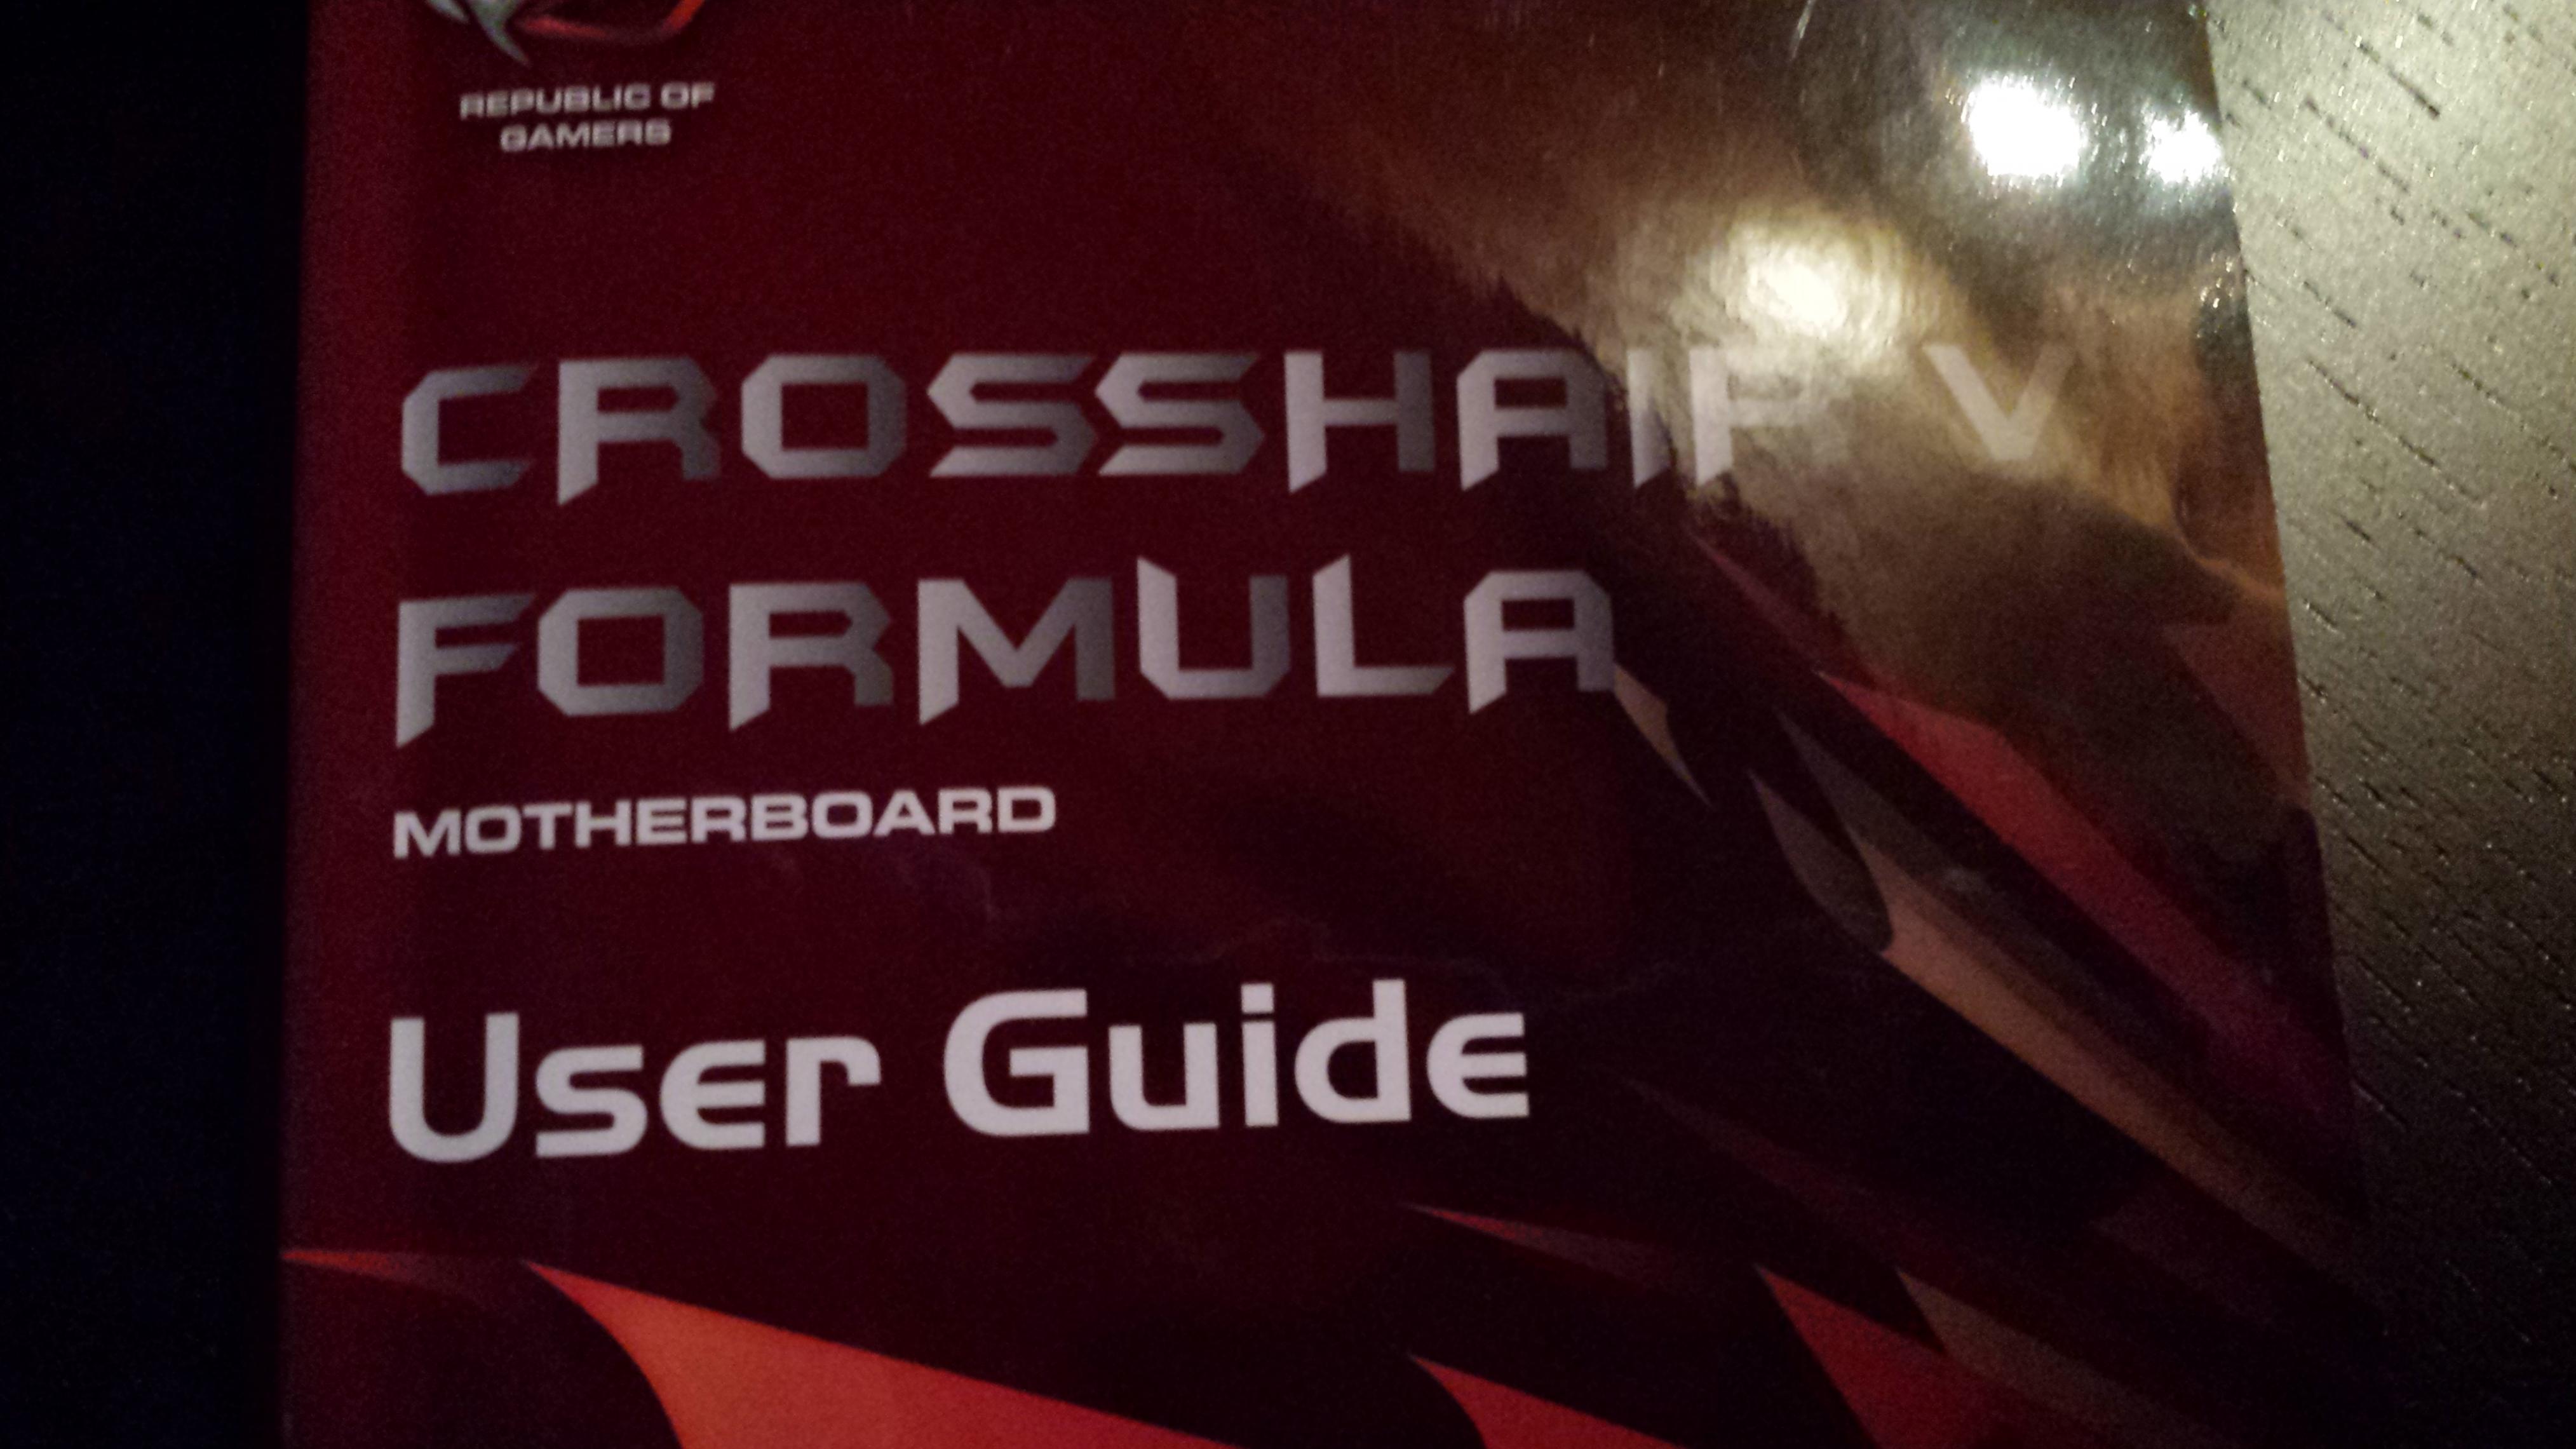 REPUBLIC OF
GAMERS
CROSSHAIR V
FORMULA
MOTHERBOARD
User Guide